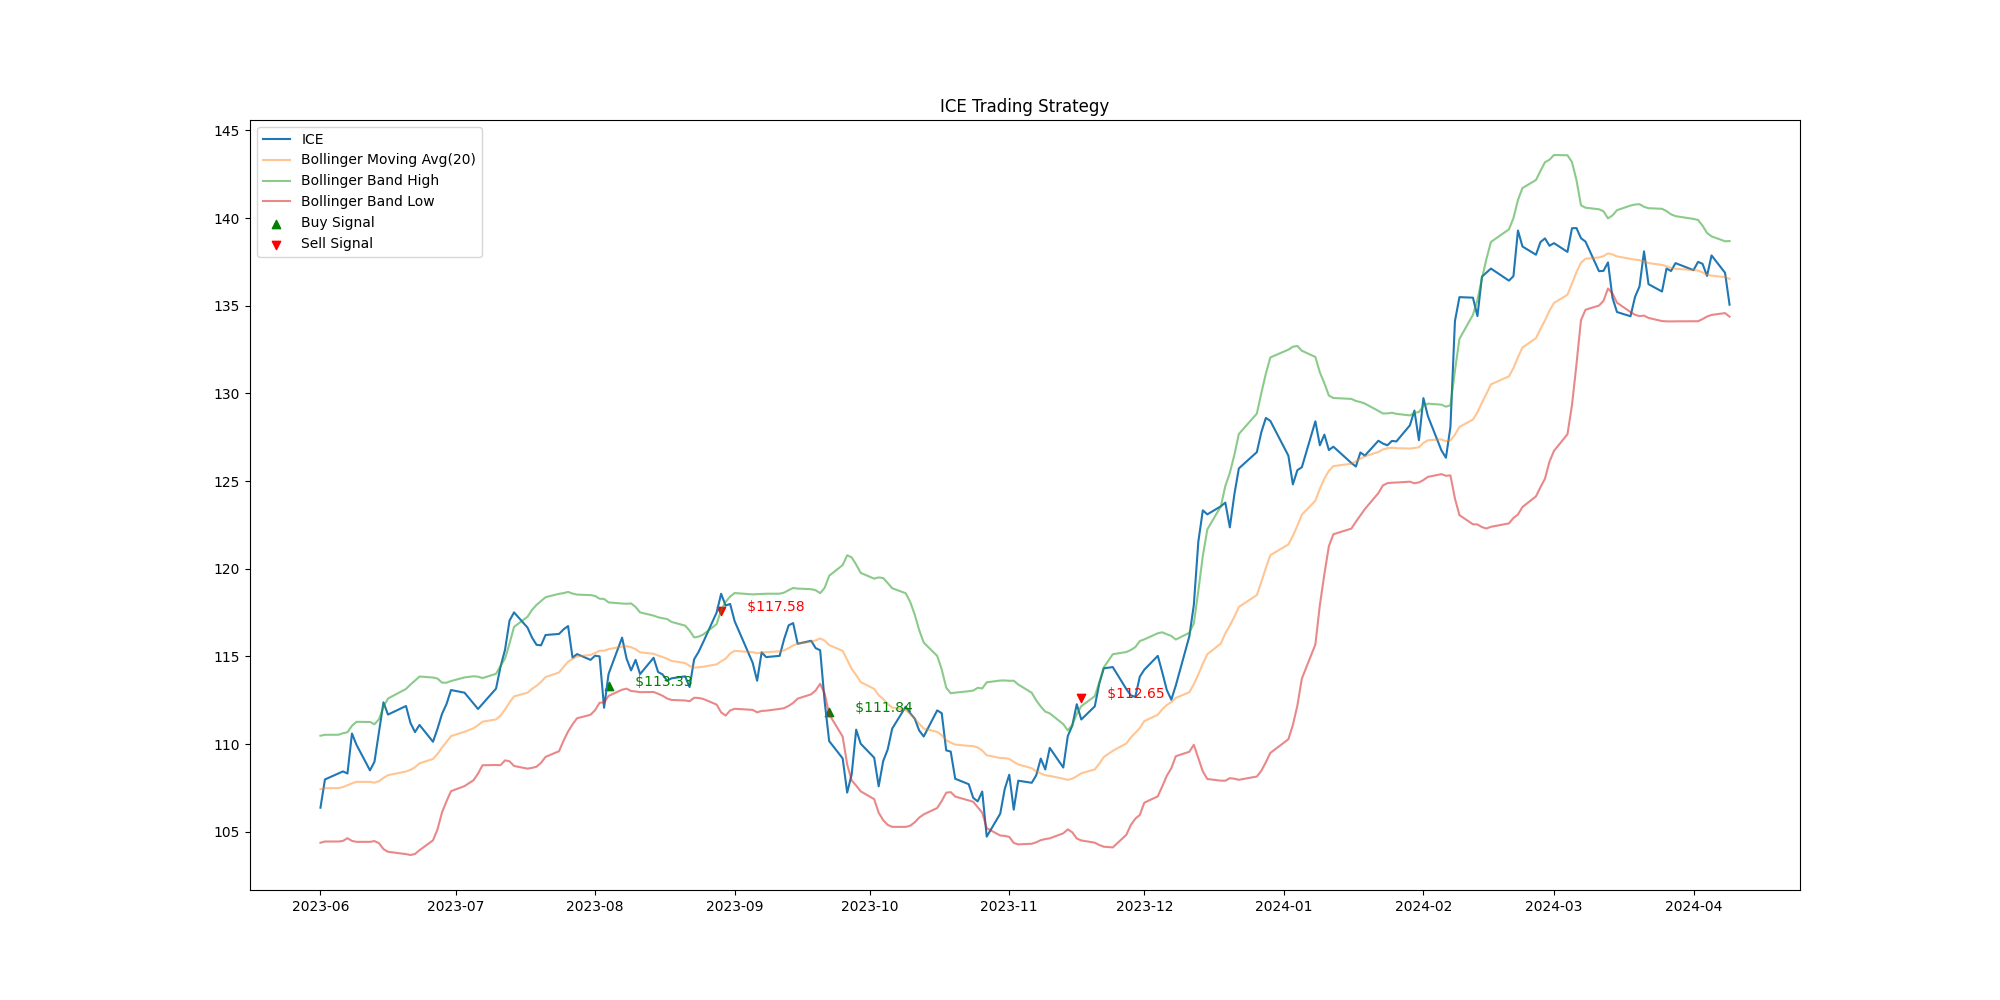 ICE Trading Strategy
145
140
135
130
125
120
115
110
105
ICE
Bollinger Moving Avg(20)
Bollinger Band High
Bollinger Band Low
Buy Signal
Sell Signal
$117.58
$113.33
$111.84
$112.65
2023-06 2023-07 2023-08 2023-09 2023-10 2023-11 2023-12 2024-01 2024-02 2024-03 2024-04